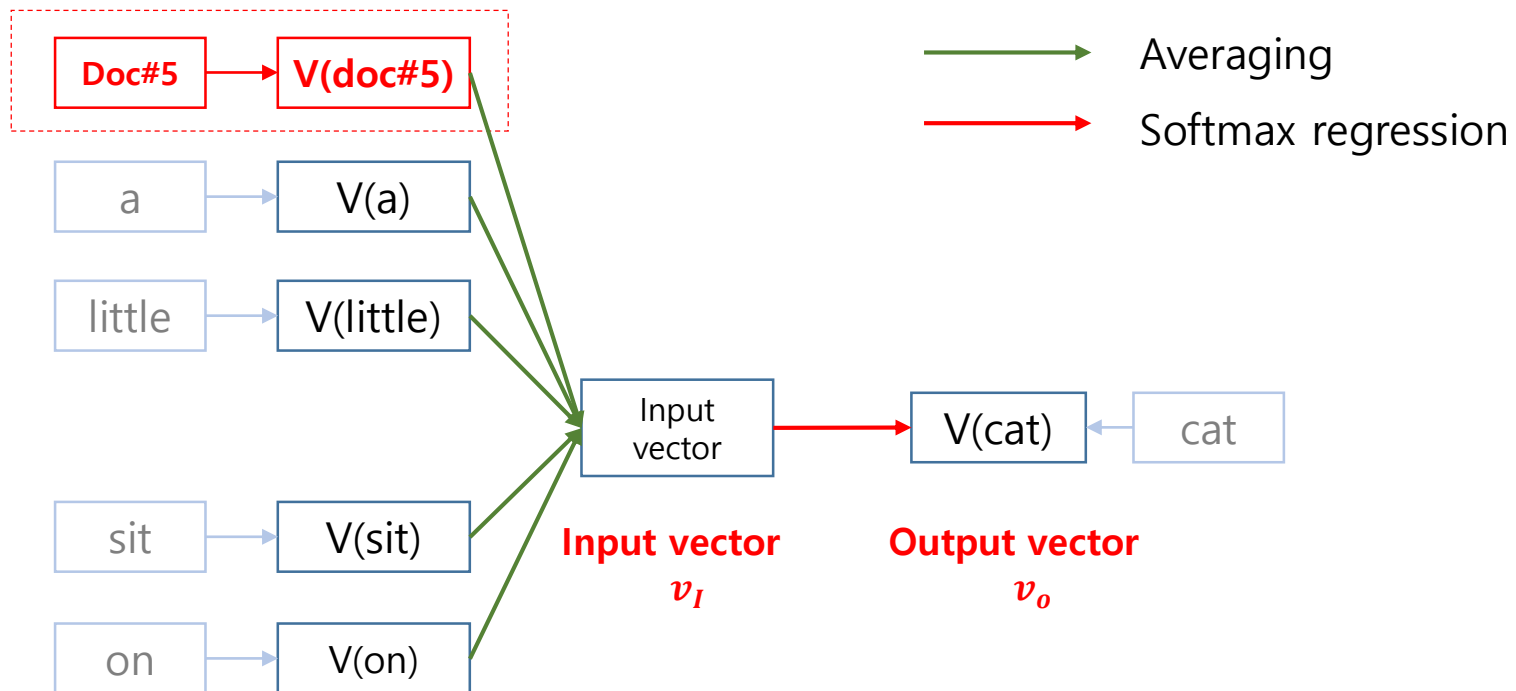 Doc#5
V(doc#5)
Averaging
Softmax regression
a
V(a)
little
V(little)
Input
vector
V(cat)
cat
sit
V(sit)
Input vector
v_I
Output vector
v_o
on
V(on)